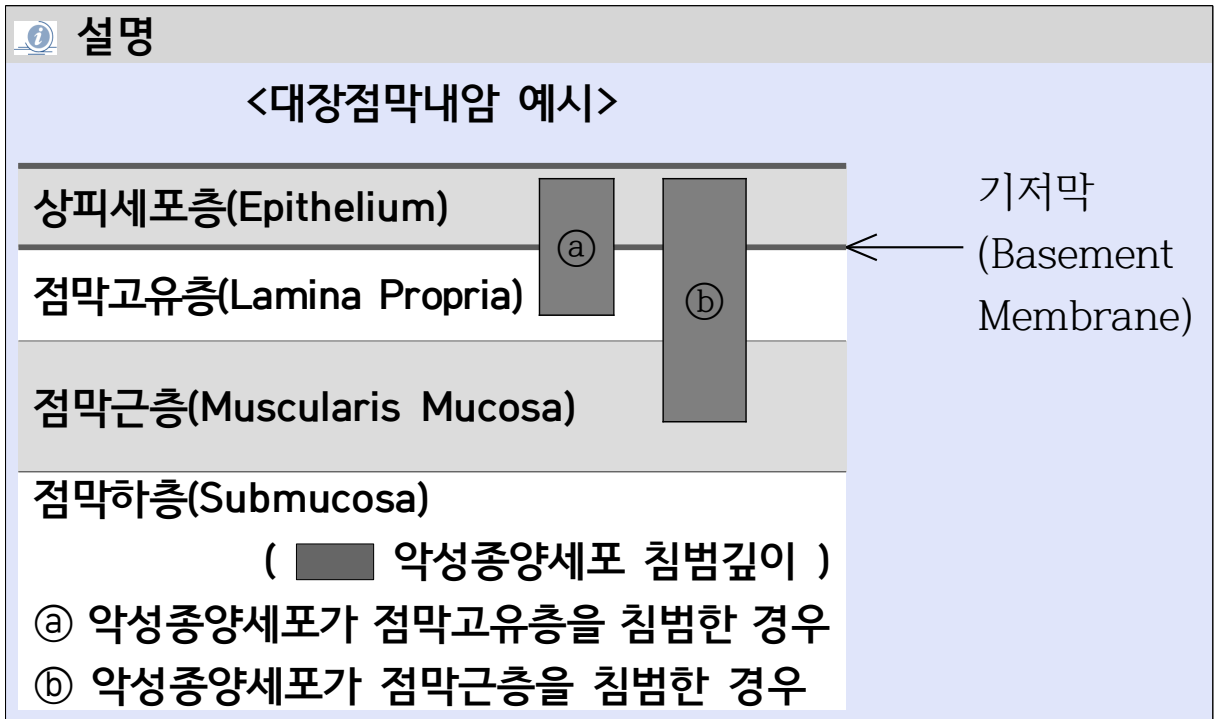 설명
<대장점막내암 예시>
상피세포층(Epithelium)
ⓐ
점막고유층(Lamina Propria)
ⓑ
점막근층(Muscularis Mucosa)
점막하층(Submucosa)
( 악성종양세포 침범깊이 )
ⓐ 악성종양세포가 점막고유층을 침범한 경우
ⓑ 악성종양세포가 점막근층을 침범한 경우
기저막
(Basement
Membrane)